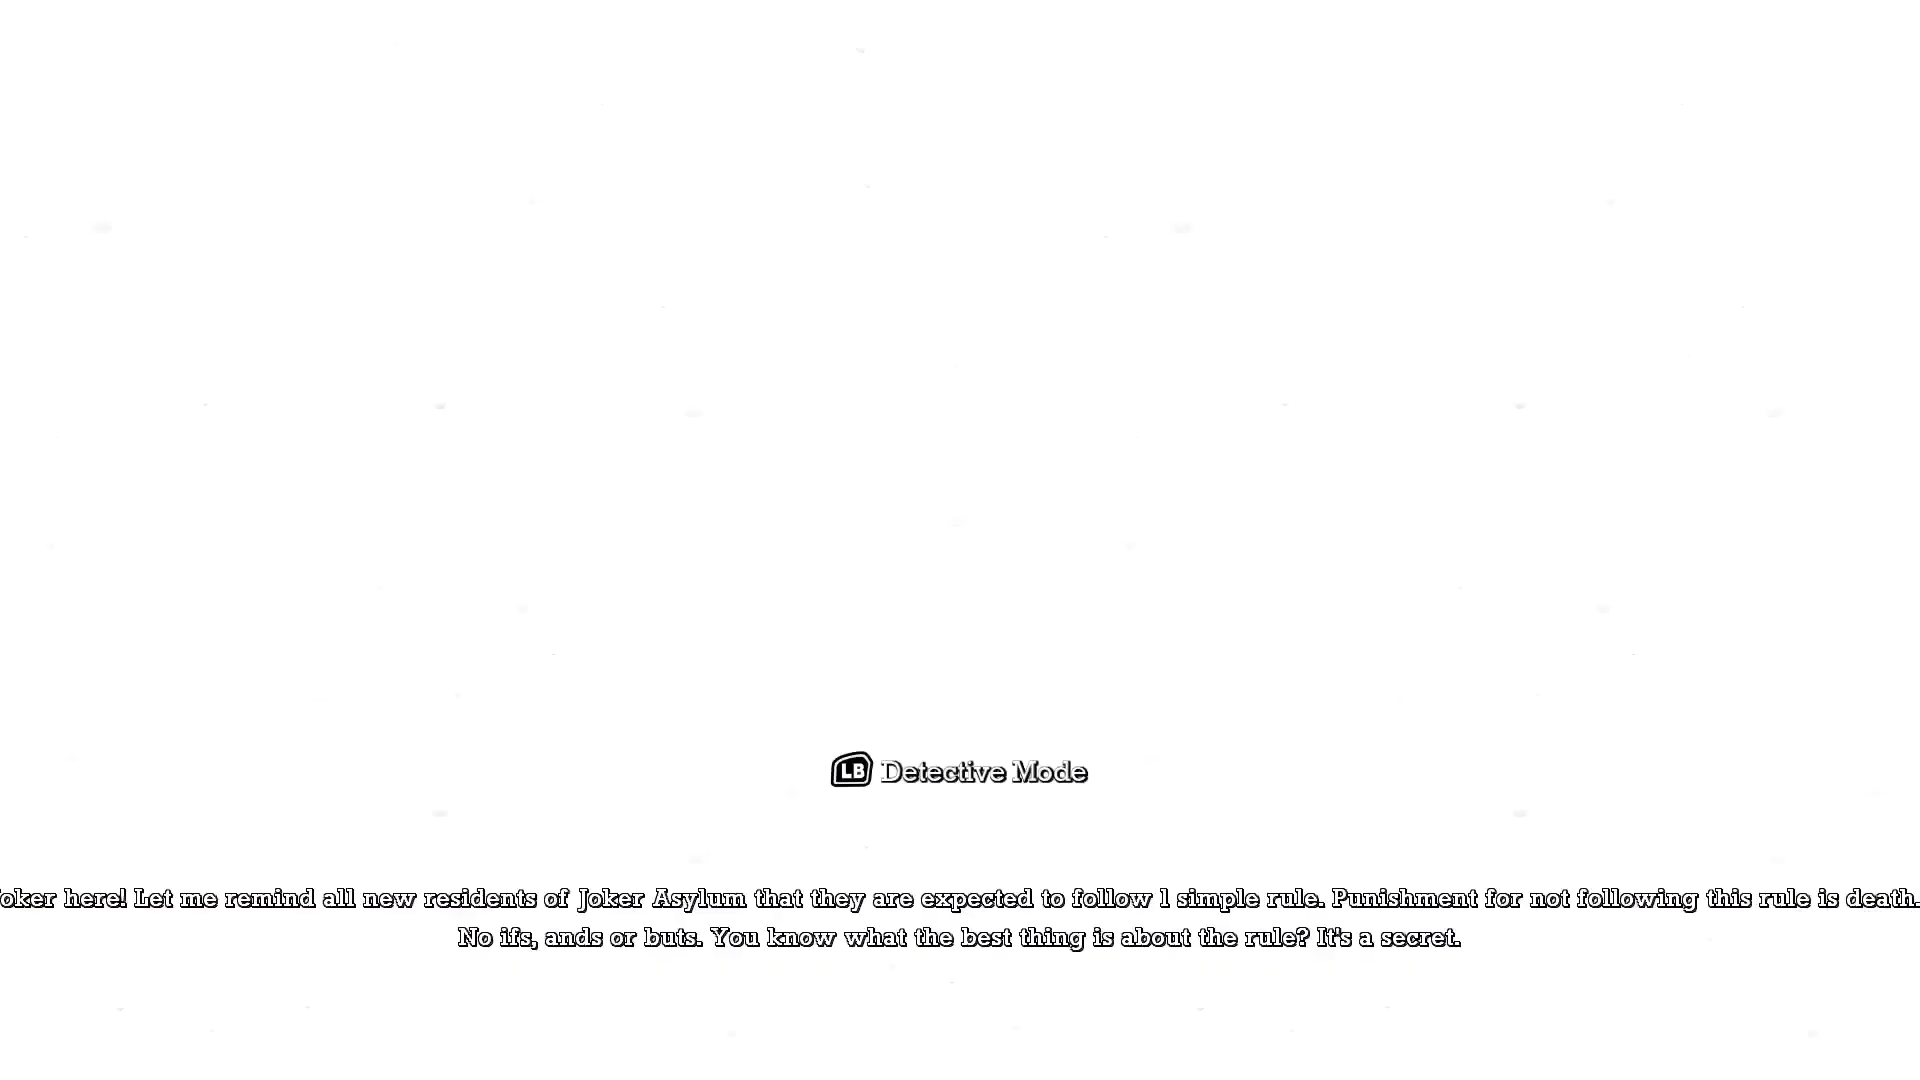 LB Detective Mode
oker here! Let me remind all new residents of Joker Asylum that they are expected to follow 1 simple rule. Punishment for not following this rule is death.
No ifs, ands or buts. You know what the best thing is about the rule? It's a secret.